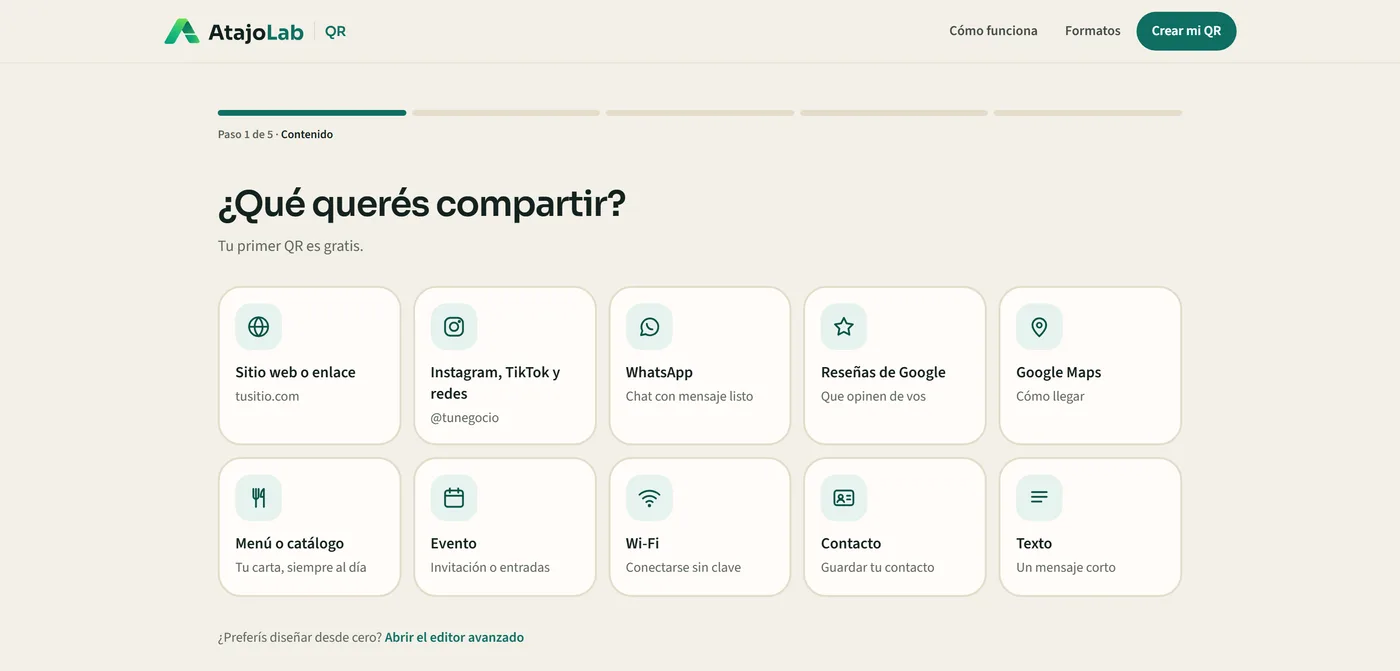 AtajoLab QR
Cómo funciona
Formatos
Crear mi QR
Paso 1 de 5 · Contenido
¿Qué querés compartir?
Tu primer QR es gratis.
Sitio web o enlace
tusitio.com
Instagram, TikTok y
redes
@tunegocio
WhatsApp
Chat con mensaje listo
Reseñas de Google
Que opinen de vos
Google Maps
Cómo llegar
Menú o catálogo
Tu carta, siempre al día
Evento
Invitación o entradas
Wi-Fi
Conectarse sin clave
Contacto
Guardar tu contacto
Texto
Un mensaje corto
¿Preferís diseñar desde cero? Abrir el editor avanzado